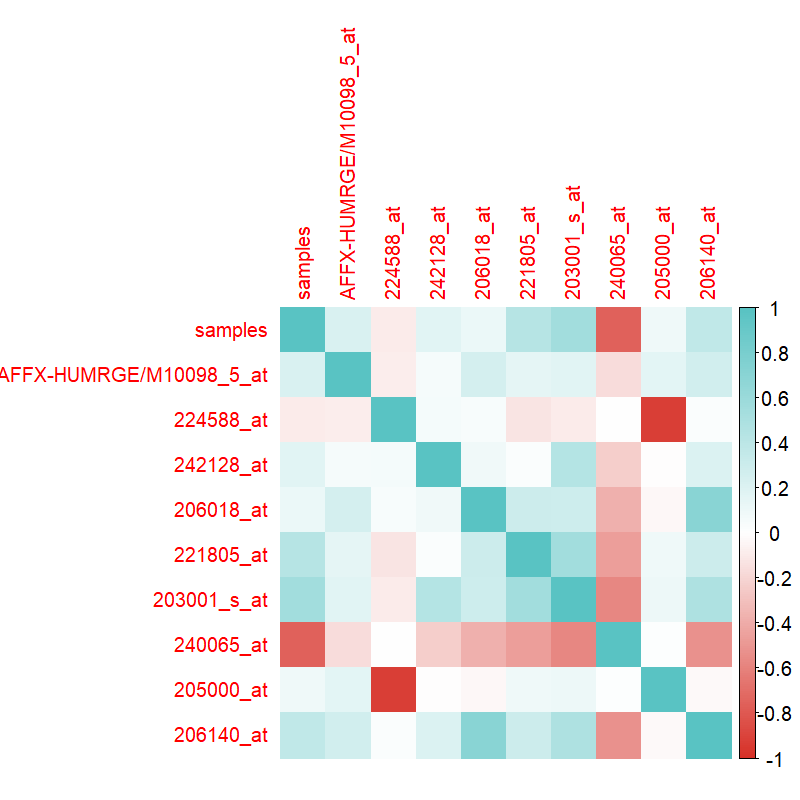 samples
AFFX-HUMRGE/M10098_5_at
224588_at
242128_at
206018_at
221805_at
203001_s_at
240065_at
205000_at
206140_at
samples
AFFX-HUMRGE/M10098_5_at
224588_at
242128_at
206018_at
221805_at
203001_s_at
240065_at
205000_at
206140_at
1
0.8
0.6
0.4
0.2
0
-0.2
-0.4
-0.6
-0.8
-1